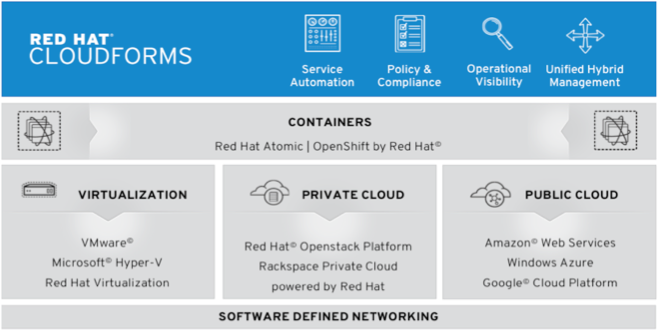 RED HAT®
CLOUDFORMS
Service
Automation
Policy &
Compliance
Operational
Visibility
Unified Hybrid
Management
CONTAINERS
Red Hat Atomic | OpenShift by Red Hat©
VIRTUALIZATION
VMware©
Microsoft© Hyper-V
Red Hat Virtualization
PRIVATE CLOUD
Red Hat© Openstack Platform
Rackspace Private Cloud
powered by Red Hat
PUBLIC CLOUD
Amazon© Web Services
Windows Azure
Google© Cloud Platform
SOFTWARE DEFINED NETWORKING